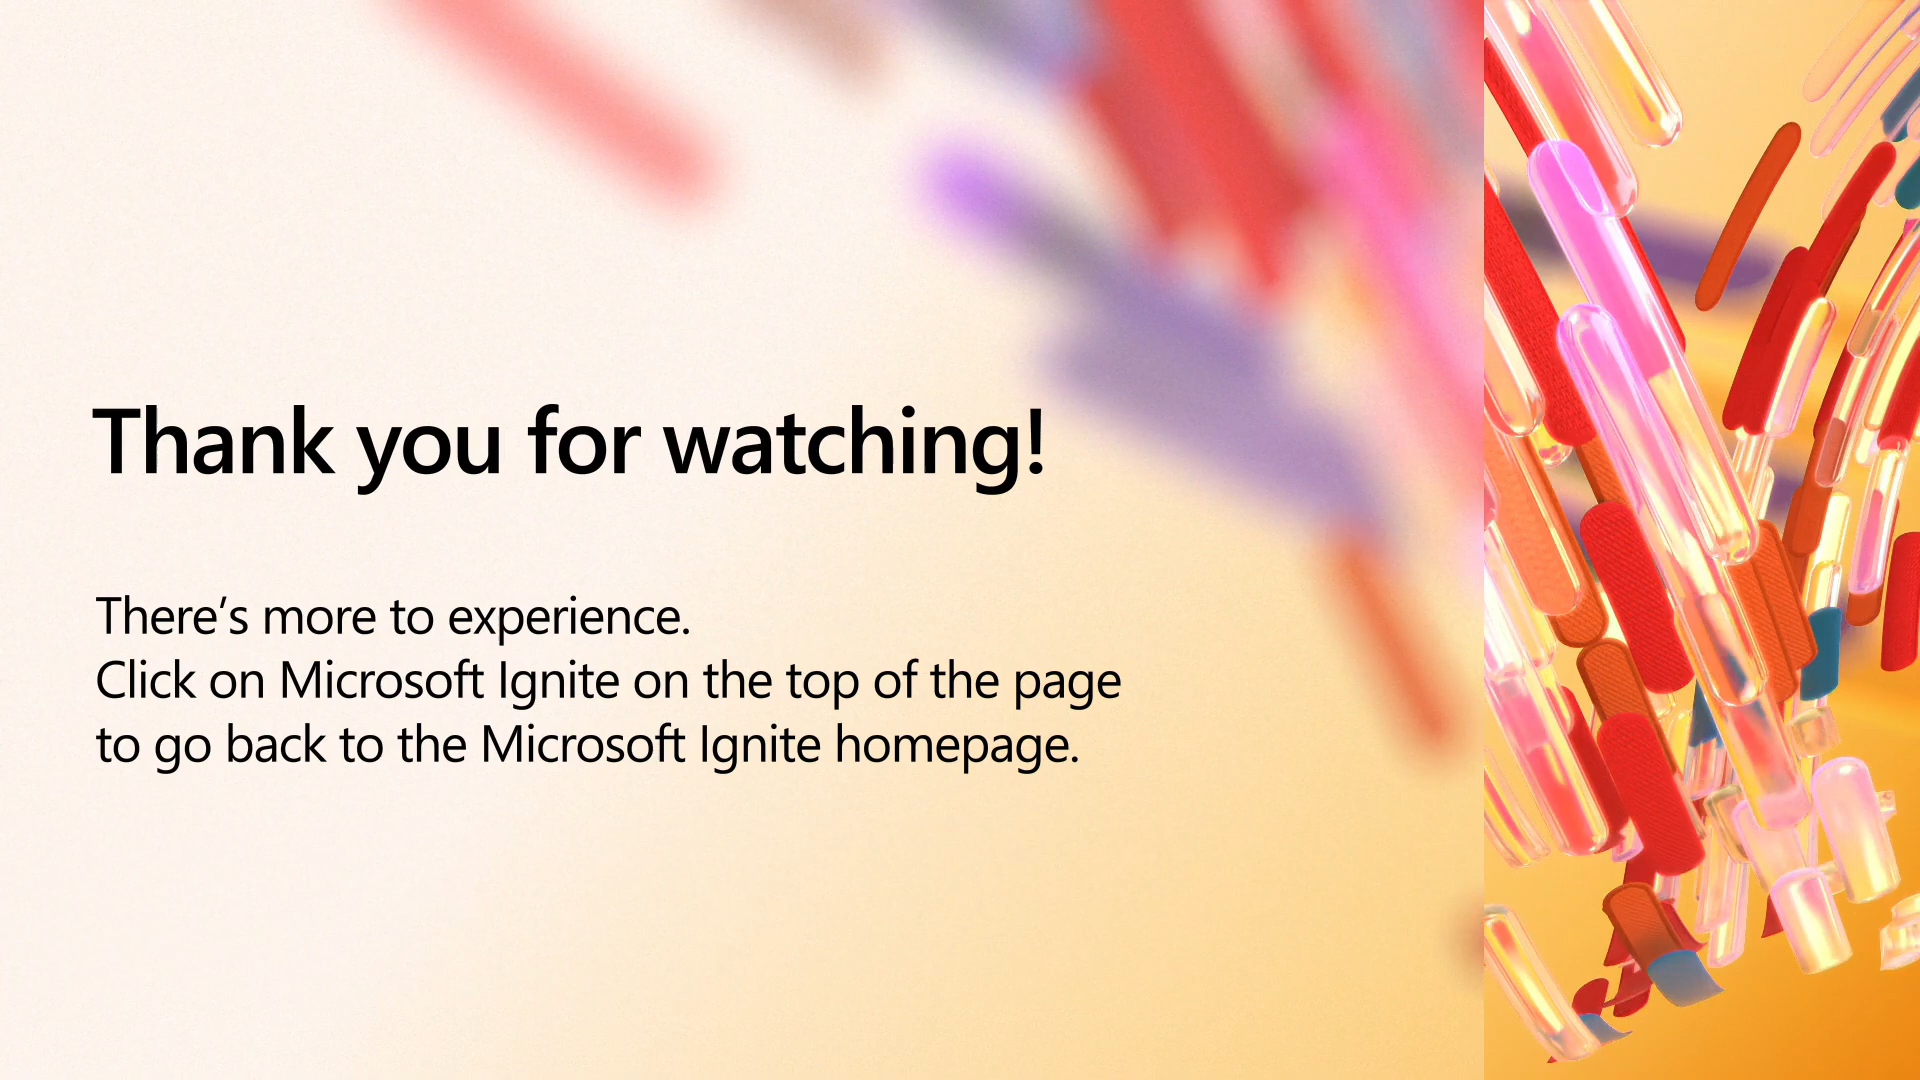 Thank you for watching!
There’s more to experience.
Click on Microsoft Ignite on the top of the page
to go back to the Microsoft Ignite homepage.